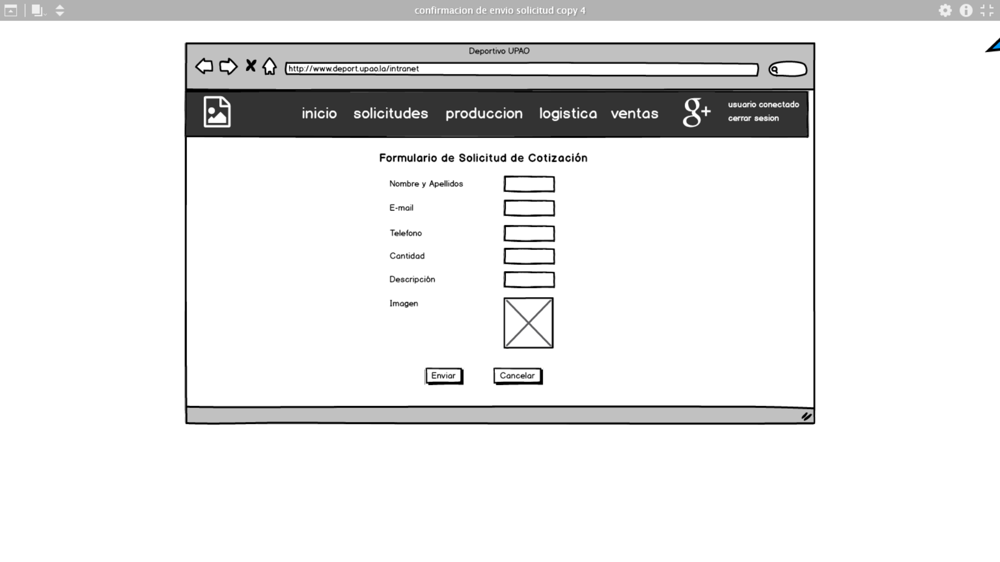 confirmacion de envio solicitud copy 4
Deportivo UPAO
http://www.deport.upao.la/intranet
inicio solicitudes produccion logistica ventas g+ usuario conectado
cerrar sesion
Formulario de Solicitud de Cotización
Nombre y Apellidos
E-mail
Telefono
Cantidad
Descripción
Imagen
Enviar Cancelar